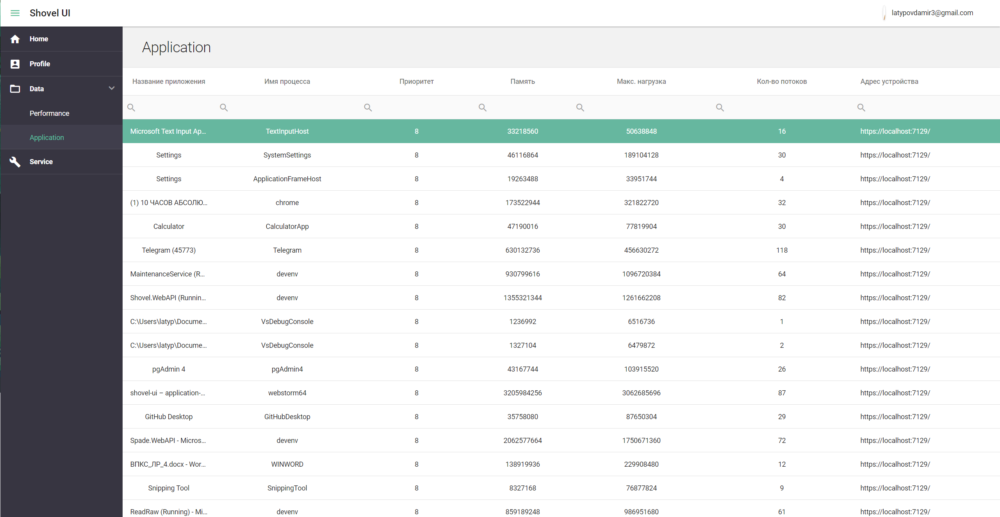 Shovel UI
latypovdamir3@gmail.com
Home
Profile
Data
Performance
Application
Service
Application
Название приложения Имя процесса Приоритет Память Макс. нагрузка Кол-во потоков Адрес устройства
Microsoft Text Input Ap... TextInputHost 8 33218560 50638848 16 https://localhost:7129/
Settings SystemSettings 8 46116864 189104128 30 https://localhost:7129/
Settings ApplicationFrameHost 8 19263488 33951744 4 https://localhost:7129/
(1) 10 ЧАСОВ АБСОЛЮ... chrome 8 173522944 321822720 32 https://localhost:7129/
Calculator CalculatorApp 8 47190016 77819904 30 https://localhost:7129/
Telegram (45773) Telegram 8 630132736 456630272 118 https://localhost:7129/
MaintenanceService (R... devenv 8 930799616 1096720384 64 https://localhost:7129/
Shovel.WebAPI (Runnin... devenv 8 1355321344 1261662208 82 https://localhost:7129/
C:\Users\latyp\Docume... VsDebugConsole 8 1236992 6516736 1 https://localhost:7129/
C:\Users\latyp\Docume... VsDebugConsole 8 1327104 6479872 2 https://localhost:7129/
pgAdmin 4 pgAdmin4 8 43167744 103915520 26 https://localhost:7129/
shovel-ui – application-... webstorm64 8 3205984256 3062685696 87 https://localhost:7129/
GitHub Desktop GitHubDesktop 8 35758080 87650304 29 https://localhost:7129/
Spade.WebAPI - Micros... devenv 8 2062577664 1750671360 72 https://localhost:7129/
ВПКС_ЛР_4.docx - Wor... WINWORD 8 138919936 229908480 12 https://localhost:7129/
Snipping Tool SnippingTool 8 8327168 76877824 9 https://localhost:7129/
ReadRaw (Running) - Mi... devenv 8 859189248 986951680 61 https://localhost:7129/